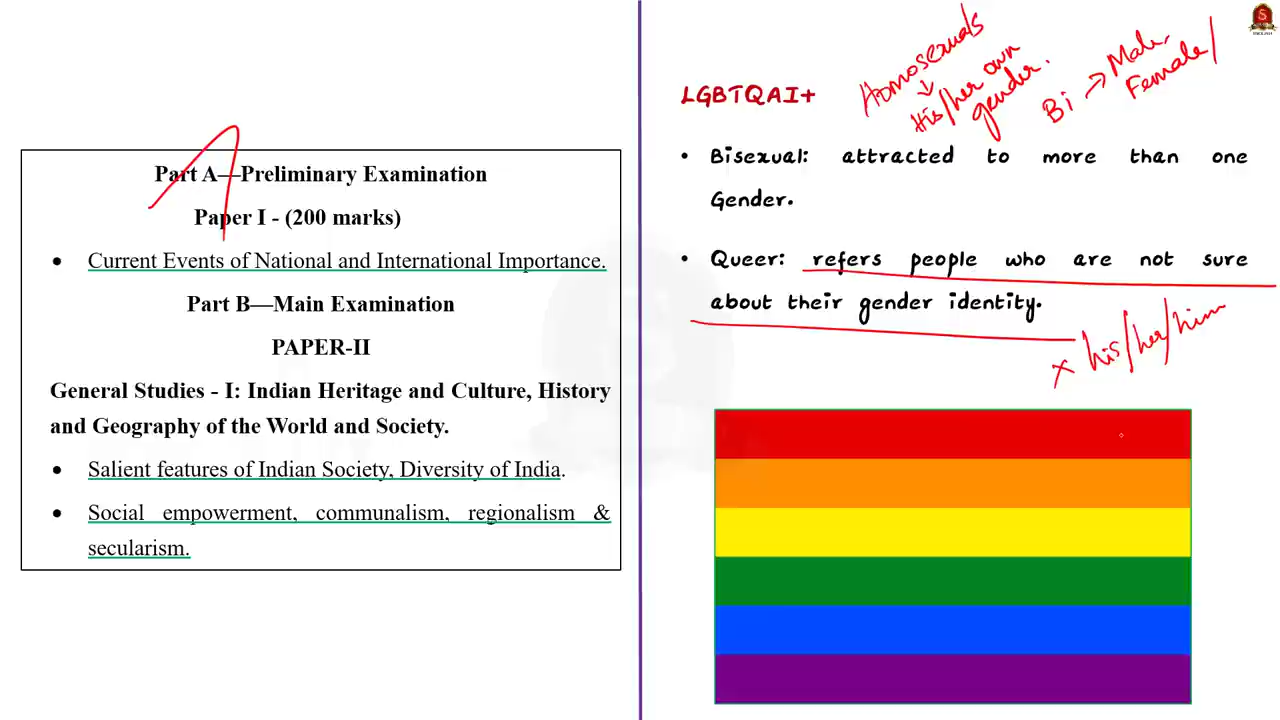 Part A—Preliminary Examination
Paper I - (200 marks)
• Current Events of National and International Importance.
Part B—Main Examination
PAPER-II
General Studies - I: Indian Heritage and Culture, History
and Geography of the World and Society.
• Salient features of Indian Society, Diversity of India.
• Social empowerment, communalism, regionalism &
secularism.
LGBTQAI+
Homosexuals
↓
His/her own
gender.
Bi → Male,
Female/
• Bisexual: attracted to more than one
Gender.
• Queer: refers people who are not sure
about their gender identity.
x his/her/him